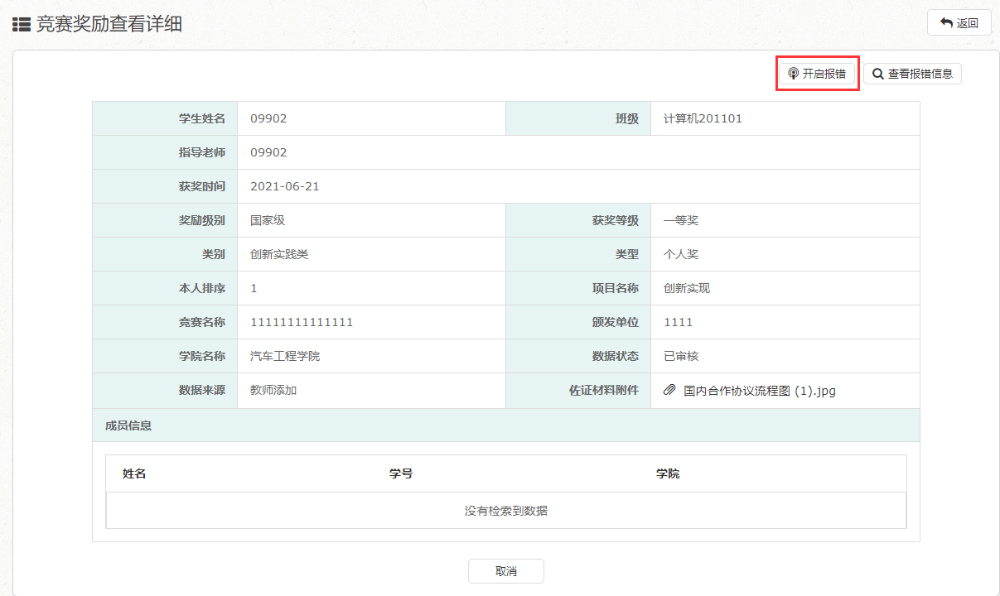 竞赛奖励查看详细
返回
开启报错 查看报错信息
学生姓名 09902 班级 计算机201101
指导老师 09902
获奖时间 2021-06-21
奖励级别 国家级 获奖等级 一等奖
类别 创新实践类 类型 个人奖
本人排序 1 项目名称 创新实现
竞赛名称 11111111111111 颁发单位 1111
学院名称 汽车工程学院 数据状态 已审核
数据来源 教师添加 佐证材料附件 国内合作协议流程图 (1).jpg
成员信息
姓名 学号 学院
没有检索到数据
取消